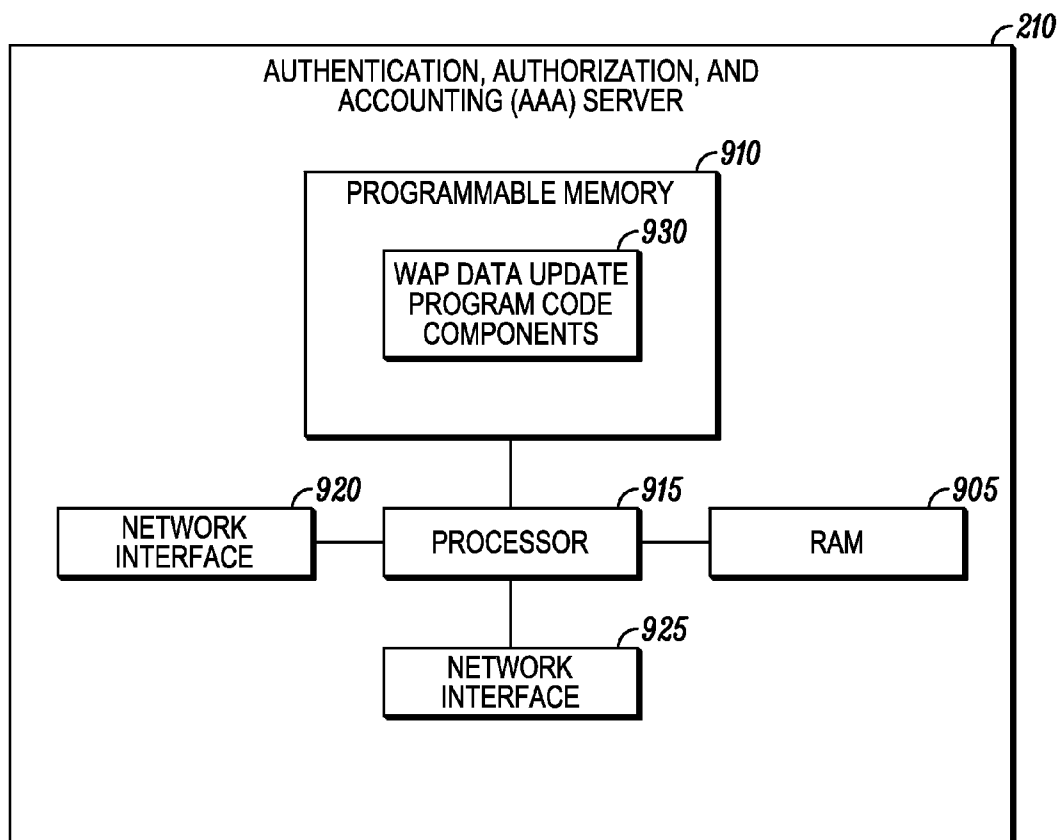 210
AUTHENTICATION, AUTHORIZATION, AND
ACCOUNTING (AAA) SERVER
910
PROGRAMMABLE MEMORY
930
WAP DATA UPDATE
PROGRAM CODE
COMPONENTS
920
NETWORK
INTERFACE
915
PROCESSOR
905
RAM
925
NETWORK
INTERFACE